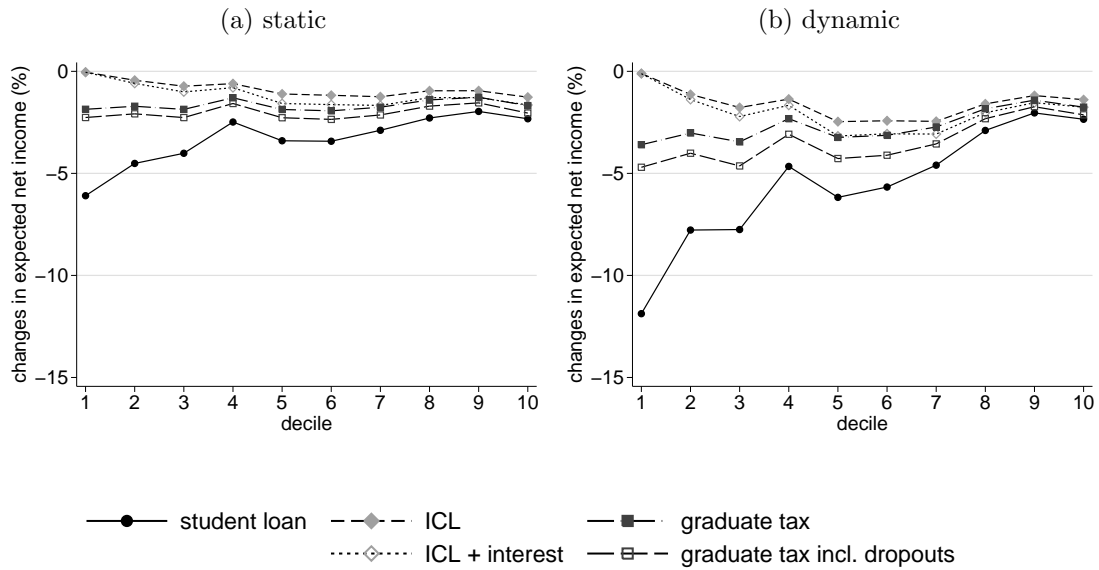 (a) static
changes in expected net income (%)
0
−5
−10
−15
1 2 3 4 5 6 7 8 9 10
decile
(b) dynamic
changes in expected net income (%)
0
−5
−10
−15
1 2 3 4 5 6 7 8 9 10
decile
student loan ICL graduate tax
ICL + interest graduate tax incl. dropouts